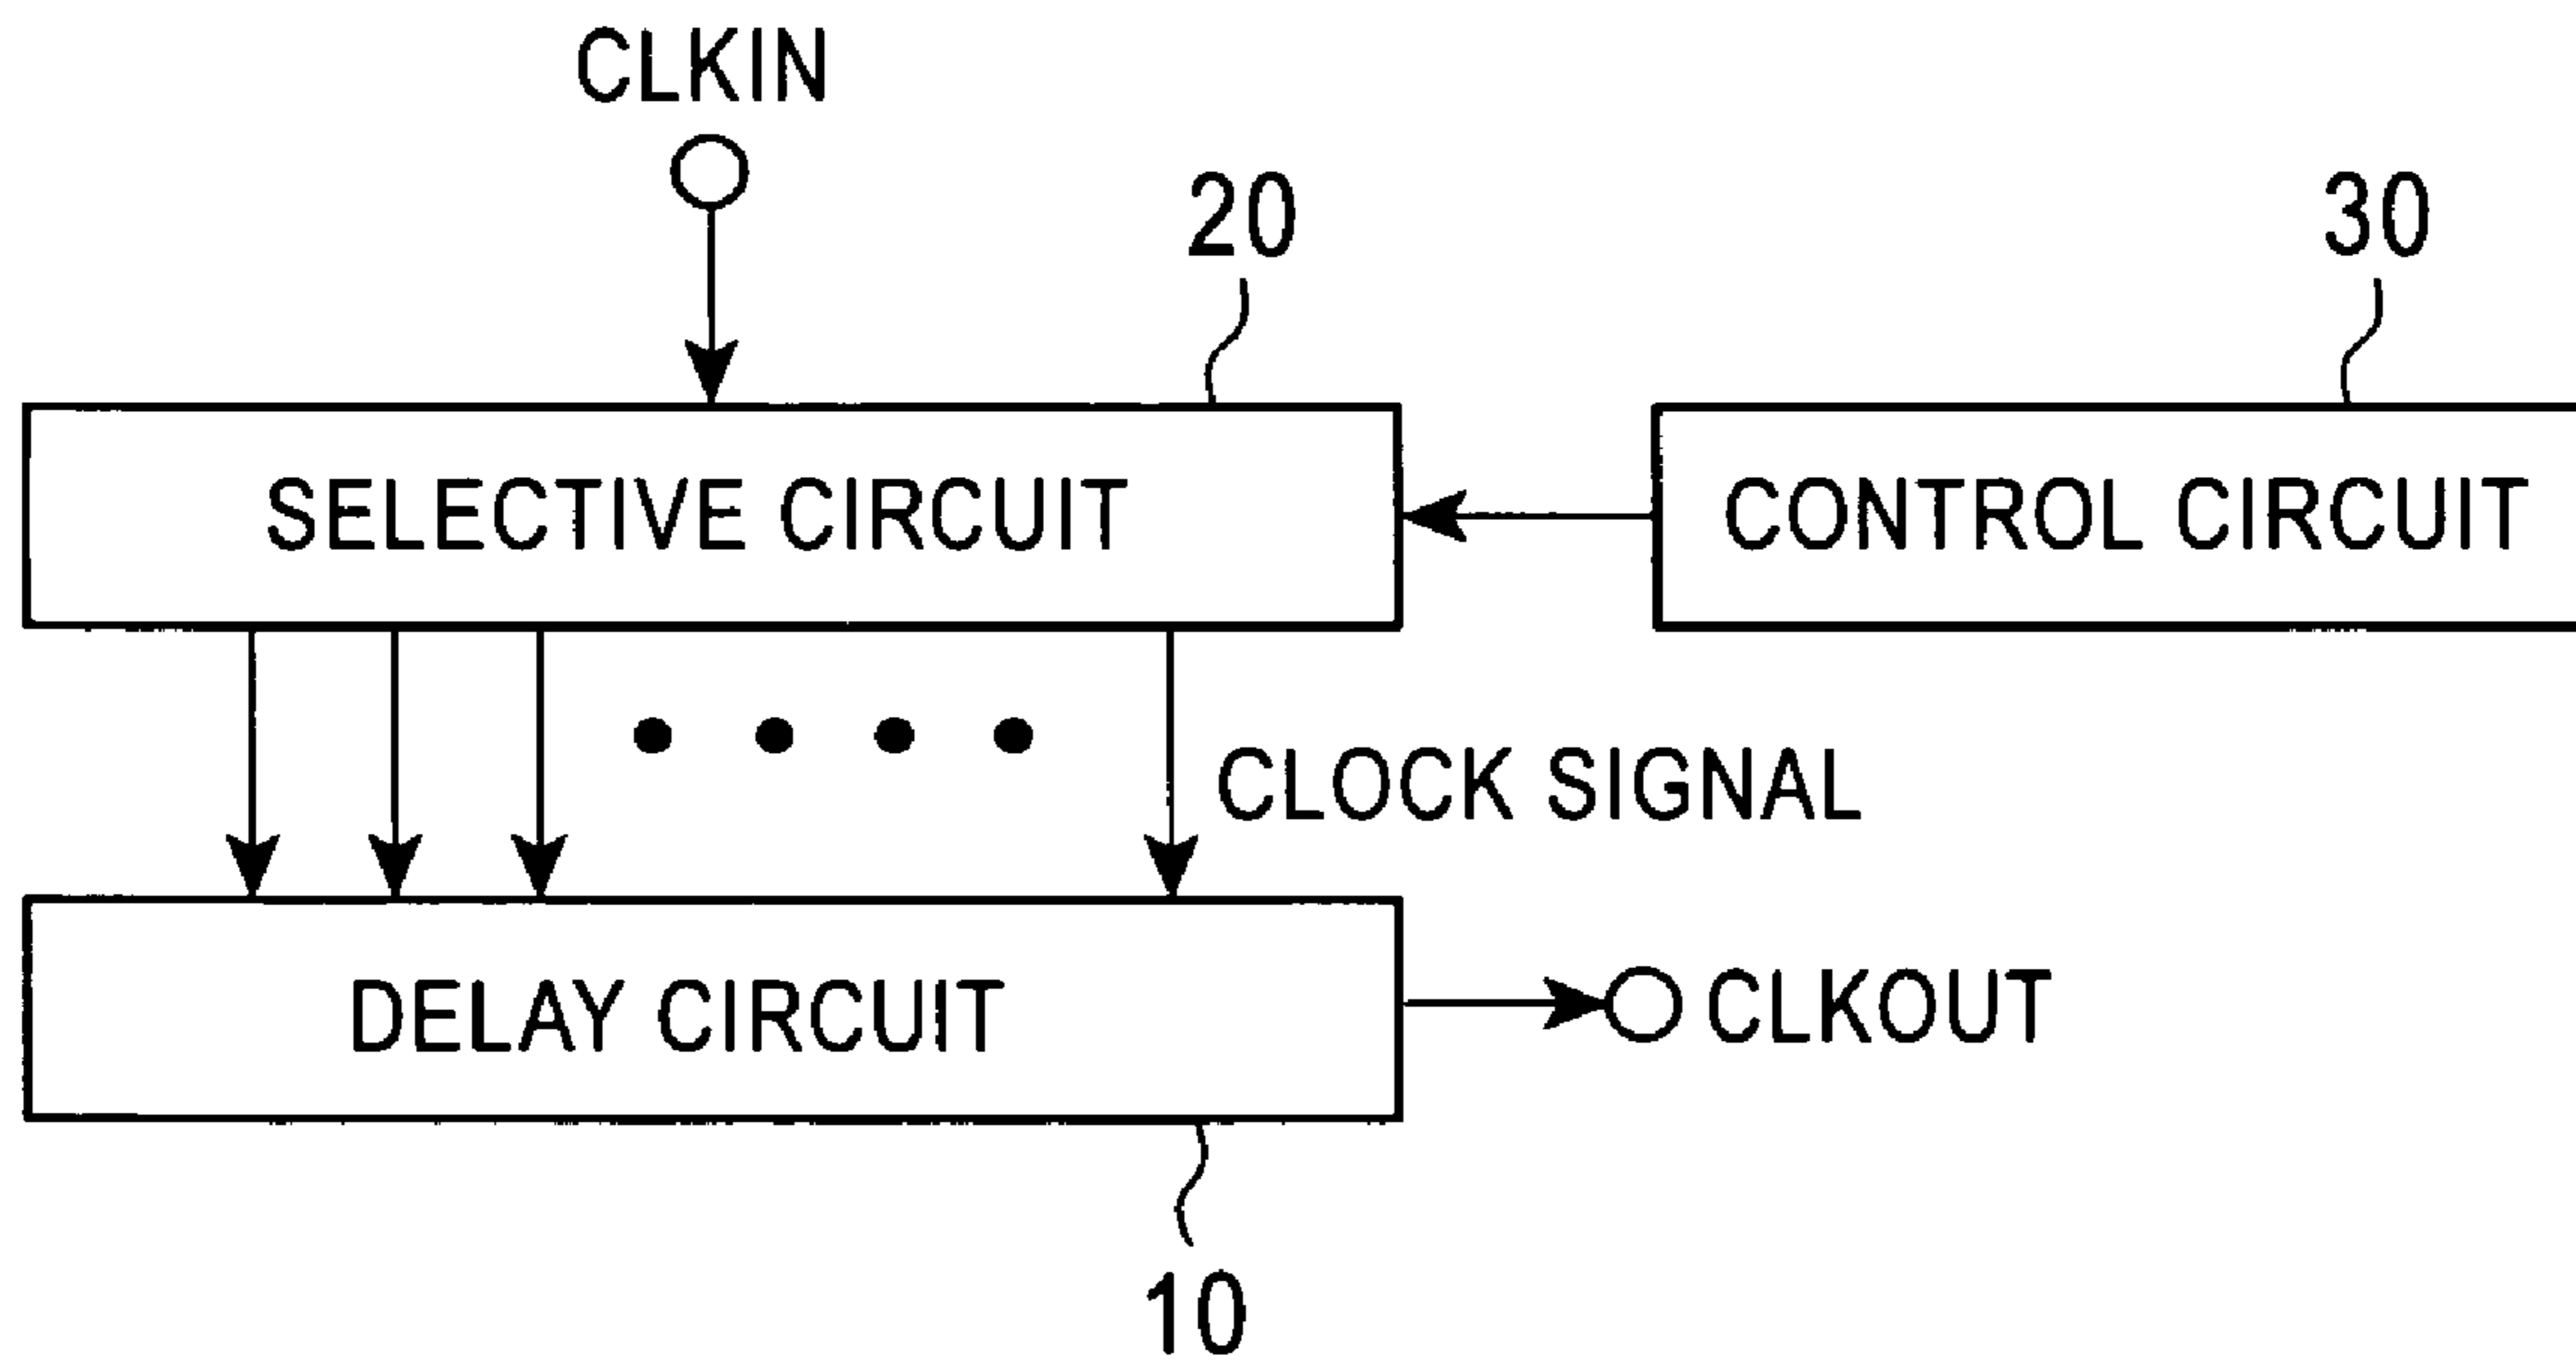 CLKIN
20
30
SELECTIVE CIRCUIT
CONTROL CIRCUIT
CLOCK SIGNAL
DELAY CIRCUIT
CLKOUT
10